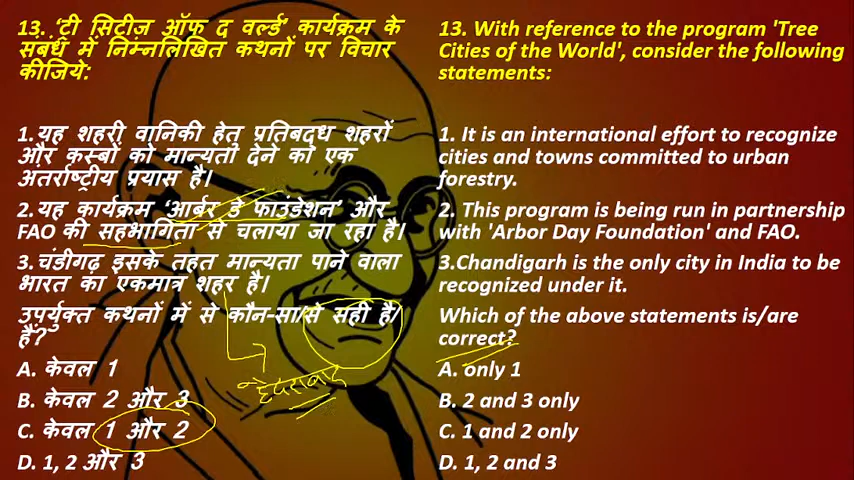 13. ‘ट्री सिटीज़ ऑफ द वर्ल्ड’ कार्यक्रम के
संबंध में निम्नलिखित कथनों पर विचार
कीजिये:
1. यह शहरी वानिकी हेतु प्रतिबद्ध शहरों
और कस्बों को मान्यता देने का एक
अंतर्राष्ट्रीय प्रयास है।
2. यह कार्यक्रम ‘आर्बर डे फाउंडेशन’ और
FAO की सहभागिता से चलाया जा रहा है।
3. चंडीगढ़ इसके तहत मान्यता पाने वाला
भारत का एकमात्र शहर है।
उपर्युक्त कथनों में से कौन-सा/से सही है/
हैं?
A. केवल 1
B. केवल 2 और 3
C. केवल 1 और 2
D. 1, 2 और 3
हैदराबाद
13. With reference to the program 'Tree
Cities of the World', consider the following
statements:
1. It is an international effort to recognize
cities and towns committed to urban
forestry.
2. This program is being run in partnership
with 'Arbor Day Foundation' and FAO.
3.Chandigarh is the only city in India to be
recognized under it.
Which of the above statements is/are
correct?
A. only 1
B. 2 and 3 only
C. 1 and 2 only
D. 1, 2 and 3